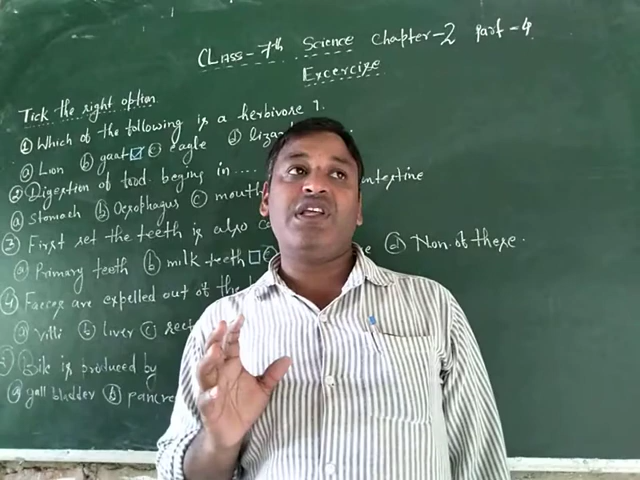 Class-7th Science Chapter-2 Part-4
Excercize
Tick the right option.
① Which of the following is a herbivore ?
ⓐ Lion ⓑ goat ☑ ⓒ eagle ⓓ
② Digestion of food begins in ....
ⓐ Stomach ⓑ Oesophagus ⓒ mouth
③ First set the teeth is also
ⓐ Primary teeth ⓑ milk teeth ☐ ⓓ Non of these.
④ Faeces are expelled out of the
ⓐ Villi ⓑ Liver ⓒ
⑤ Bile is produced by
ⓐ gall bladder ⓑ